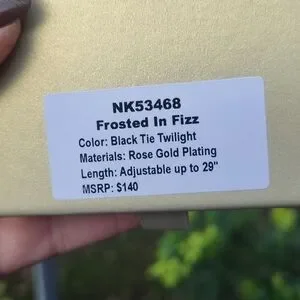 NK53468
Frosted In Fizz
Color: Black Tie Twilight
Materials: Rose Gold Plating
Length: Adjustable up to 29"
MSRP: $140